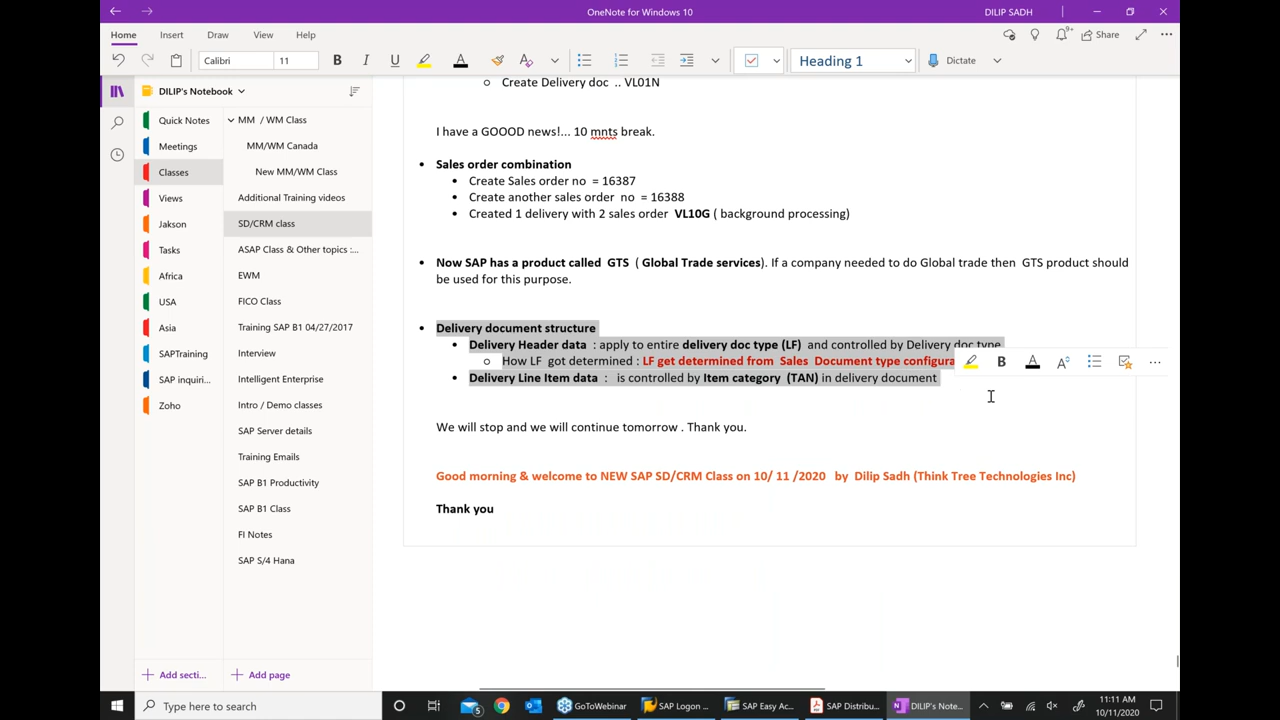 OneNote for Windows 10
DILIP SADH
Home
Insert
Draw
View
Help
9+
Share
Calibri
11
B
I
U
A
Heading 1
Dictate
DILIP's Notebook
Quick Notes
Meetings
Classes
Views
Jakson
Tasks
Africa
USA
Asia
SAPTraining
SAP inquiri...
Zoho
Add secti...
MM / WM Class
MM/WM Canada
New MM/WM Class
Additional Training videos
SD/CRM class
ASAP Class & Other topics :...
EWM
FICO Class
Training SAP B1 04/27/2017
Interview
Intelligent Enterprise
Intro / Demo classes
SAP Server details
Training Emails
SAP B1 Productivity
SAP B1 Class
FI Notes
SAP S/4 Hana
Add page
Create Delivery doc .. VL01N
I have a GOOOD news!... 10 mnts break.
Sales order combination
Create Sales order no = 16387
Create another sales order no = 16388
Created 1 delivery with 2 sales order VL10G ( background processing)
Now SAP has a product called GTS ( Global Trade services). If a company needed to do Global trade then GTS product should
be used for this purpose.
Delivery document structure
Delivery Header data : apply to entire delivery doc type (LF) and controlled by Delivery doc type
How LF got determined : LF get determined from Sales Document type configura
Delivery Line Item data : is controlled by Item category (TAN) in delivery document
B
A
A
We will stop and we will continue tomorrow . Thank you.
Good morning & welcome to NEW SAP SD/CRM Class on 10/ 11 /2020 by Dilip Sadh (Think Tree Technologies Inc)
Thank you
Type here to search
5
GoToWebinar
SAP Logon ...
SAP Easy Ac...
SAP Distribu...
DILIP's Note...
11:11 AM
10/11/2020